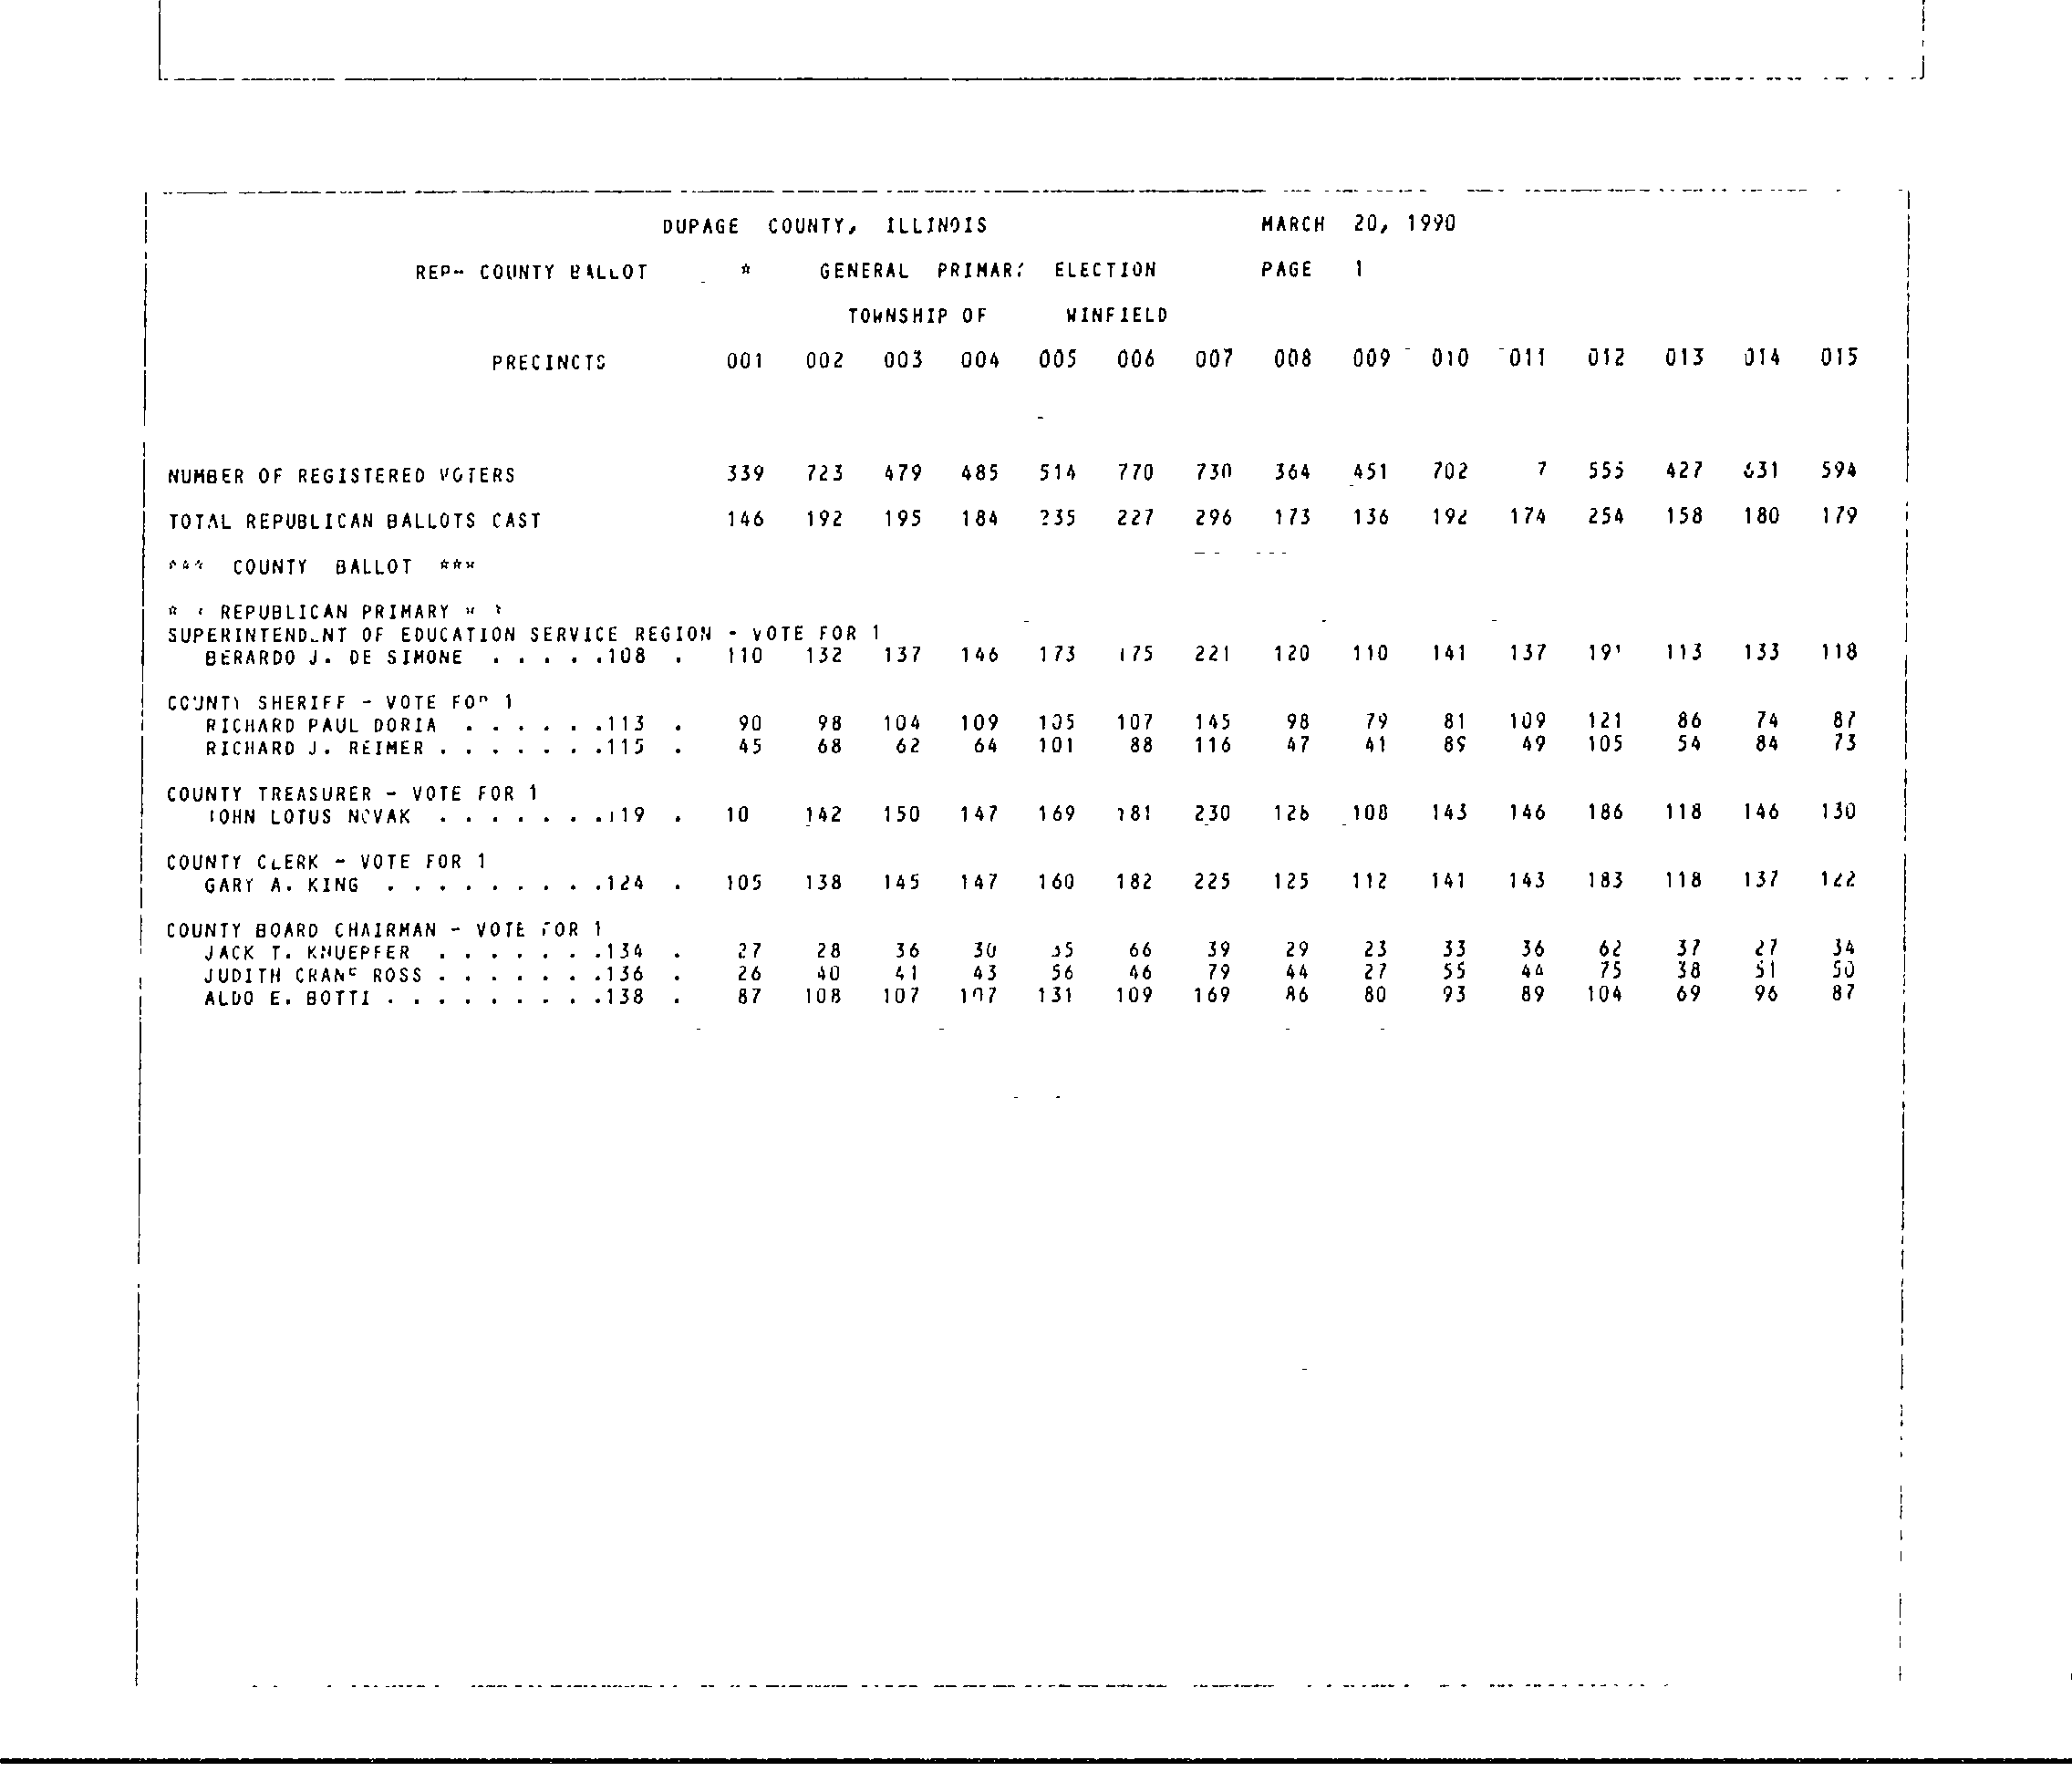 DUPAGE COUNTY, ILLINOIS MARCH 20, 1990
REP- COUNTY BALLOT * GENERAL PRIMARY ELECTION PAGE 1
TOWNSHIP OF WINFIELD
PRECINCTS 001 002 003 004 005 006 007 008 009 010 011 012 013 014 015
NUMBER OF REGISTERED VOTERS 339 723 479 485 514 770 730 364 451 702 7 555 427 631 594
TOTAL REPUBLICAN BALLOTS CAST 146 192 195 184 235 227 296 173 136 192 174 254 158 180 179
*** COUNTY BALLOT ***
* * REPUBLICAN PRIMARY * *
SUPERINTENDENT OF EDUCATION SERVICE REGION - VOTE FOR 1
BERARDO J. DE SIMONE . . . . .108 . 110 132 137 146 173 175 221 120 110 141 137 191 113 133 118
COUNTY SHERIFF - VOTE FOR 1
RICHARD PAUL DORIA . . . . . .113 . 90 98 104 109 105 107 145 98 79 81 109 121 86 74 87
RICHARD J. REIMER . . . . . . .115 . 45 68 62 64 101 88 116 47 41 89 49 105 54 84 73
COUNTY TREASURER - VOTE FOR 1
JOHN LOTUS NOVAK . . . . . . .119 . 10 142 150 147 169 181 230 126 108 143 146 186 118 146 130
COUNTY CLERK - VOTE FOR 1
GARY A. KING . . . . . . . . .124 . 105 138 145 147 160 182 225 125 112 141 143 183 118 137 122
COUNTY BOARD CHAIRMAN - VOTE FOR 1
JACK T. KNUEPFER . . . . . . .134 . 27 28 36 30 35 66 39 29 23 33 36 62 37 27 34
JUDITH CRANE ROSS . . . . . . .136 . 26 40 41 43 56 46 79 44 27 55 44 75 38 51 50
ALDO E. BOTTI . . . . . . . . .138 . 87 108 107 107 131 109 169 86 80 93 89 104 69 96 87